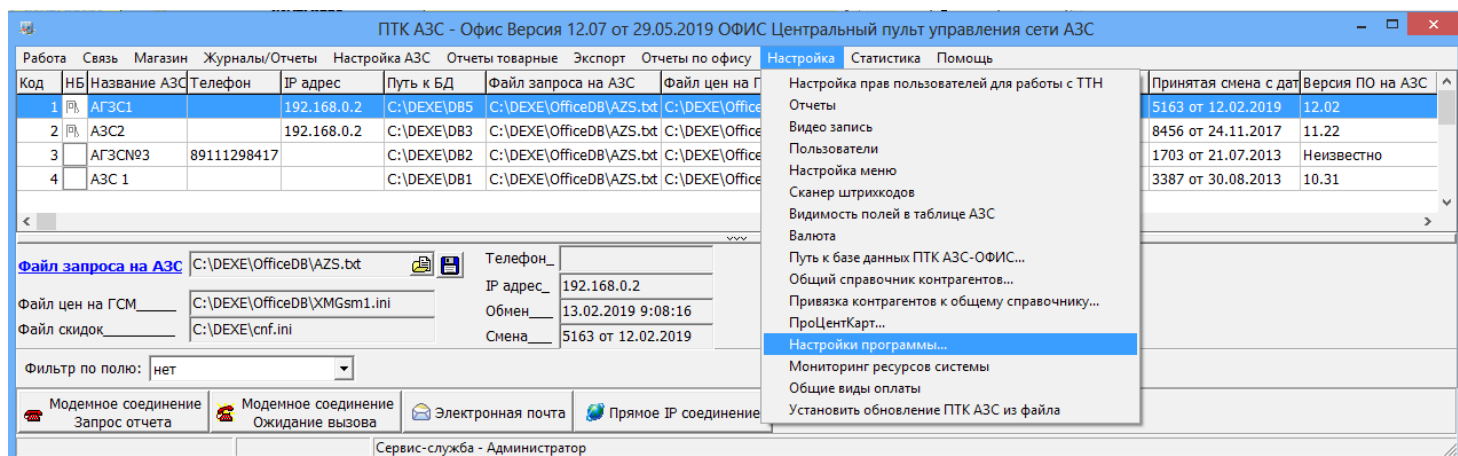 ПТК АЗС - Офис Версия 12.07 от 29.05.2019 ОФИС Центральный пульт управления сети АЗС
Работа Связь Магазин Журналы/Отчеты Настройка АЗС Отчеты товарные Экспорт Отчеты по офису Настройка Статистика Помощь
Код НБ Название АЗС Телефон IP адрес Путь к БД Файл запроса на АЗС Файл цен на Г Принятая смена с дат Версия ПО на АЗС
1 АГЗС1 192.168.0.2 C:\DEXE\DB5 C:\DEXE\OfficeDB\AZS.txt C:\DEXE\Office 5163 от 12.02.2019 12.02
2 АЗС2 192.168.0.2 C:\DEXE\DB3 C:\DEXE\OfficeDB\AZS.txt C:\DEXE\Office 8456 от 24.11.2017 11.22
3 АГЗС№3 89111298417 C:\DEXE\DB2 C:\DEXE\OfficeDB\AZS.txt C:\DEXE\Office 1703 от 21.07.2013 Неизвестно
4 АЗС 1 C:\DEXE\DB1 C:\DEXE\OfficeDB\AZS.txt C:\DEXE\Office 3387 от 30.08.2013 10.31
Настройка прав пользователей для работы с ТТН
Отчеты
Видео запись
Пользователи
Настройка меню
Сканер штрихкодов
Видимость полей в таблице АЗС
Валюта
Путь к базе данных ПТК АЗС-ОФИС...
Общий справочник контрагентов...
Привязка контрагентов к общему справочнику...
ПроЦентКарт...
Настройки программы...
Мониторинг ресурсов системы
Общие виды оплаты
Установить обновление ПТК АЗС из файла
Файл запроса на АЗС C:\DEXE\OfficeDB\AZS.txt
Файл цен на ГСМ_____ C:\DEXE\OfficeDB\XMGsm1.ini
Файл скидок_________ C:\DEXE\cnf.ini
Телефон_
IP адрес_ 192.168.0.2
Обмен___ 13.02.2019 9:08:16
Смена___ 5163 от 12.02.2019
Фильтр по полю: нет
Модемное соединение
Запрос отчета
Модемное соединение
Ожидание вызова
Электронная почта
Прямое IP соединение
Сервис-служба - Администратор